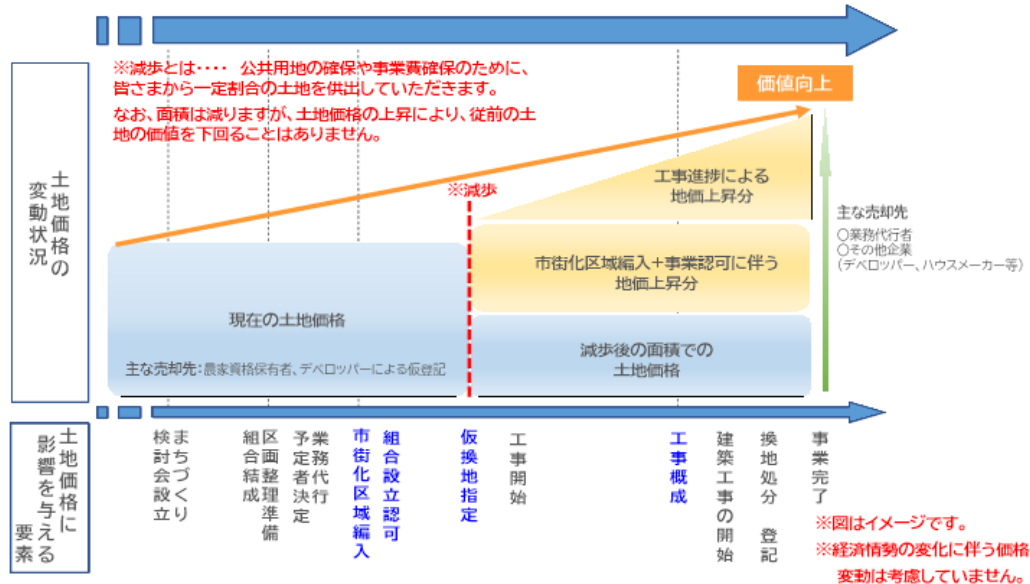 ※減歩とは‥‥ 公共用地の確保や事業費確保のために、
皆さまから一定割合の土地を供出していただきます。
なお、面積は減りますが、土地価格の上昇により、従前の土
地の価値を下回ることはありません。
価値向上
土地価格の
変動状況
※減歩
工事進捗による
地価上昇分
主な売却先
○業務代行者
○その他企業
(デベロッパー、ハウスメーカー等)
市街化区域編入+事業認可に伴う
地価上昇分
現在の土地価格
主な売却先:農家資格保有者、デベロッパーによる仮登記
減歩後の面積での
土地価格
土地価格に
影響を与える
要素
まちづくり
検討会設立
区画整理準備
組合結成
業務代行
予定者決定
市街化区域編入
組合設立認可
仮換地指定
工事開始
工事概成
建築工事の開始
換地処分 登記
事業完了
※図はイメージです。
※経済情勢の変化に伴う価格
変動は考慮していません。